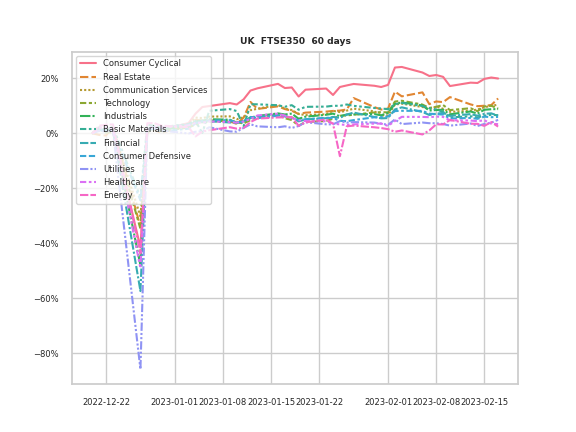 UK FTSE350 60 days
Consumer Cyclical
Real Estate
Communication Services
Technology
Industrials
Basic Materials
Financial
Consumer Defensive
Utilities
Healthcare
Energy
20%
0%
−20%
−40%
−60%
−80%
2022-12-22
2023-01-01
2023-01-08
2023-01-15
2023-01-22
2023-02-01
2023-02-08
2023-02-15